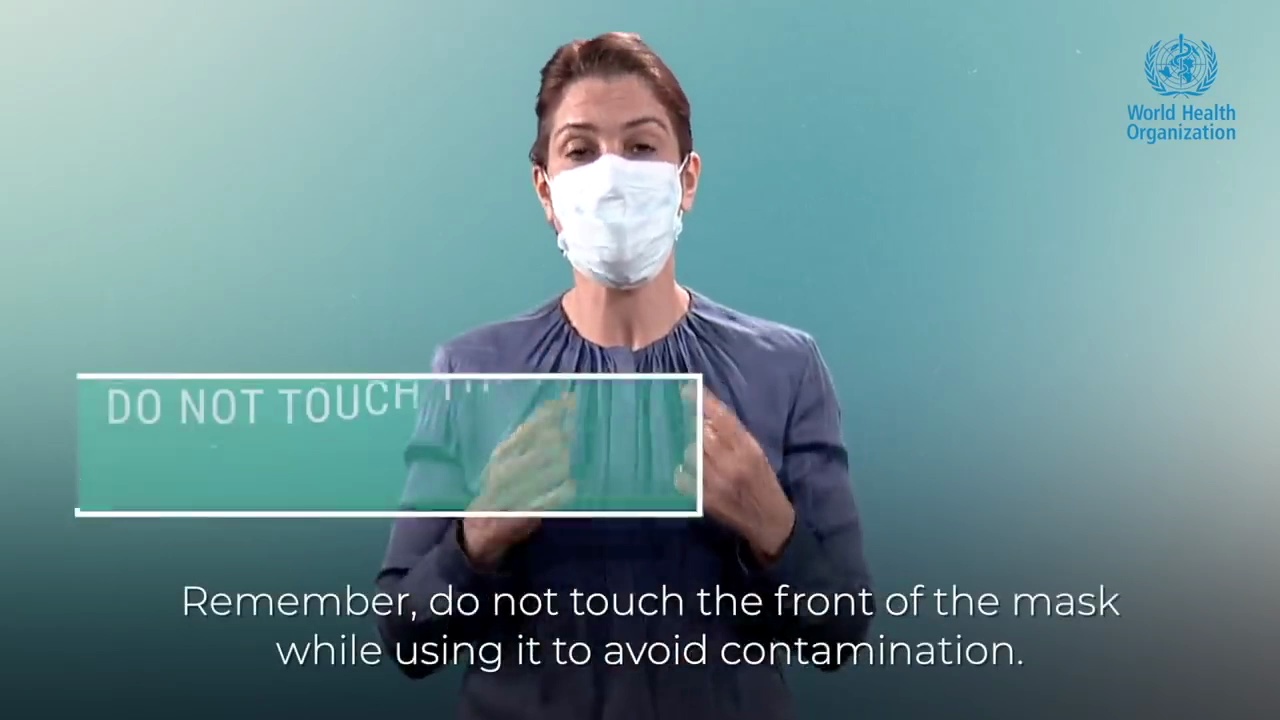 World Health
Organization
DO NOT TOUCH
Remember, do not touch the front of the mask
while using it to avoid contamination.